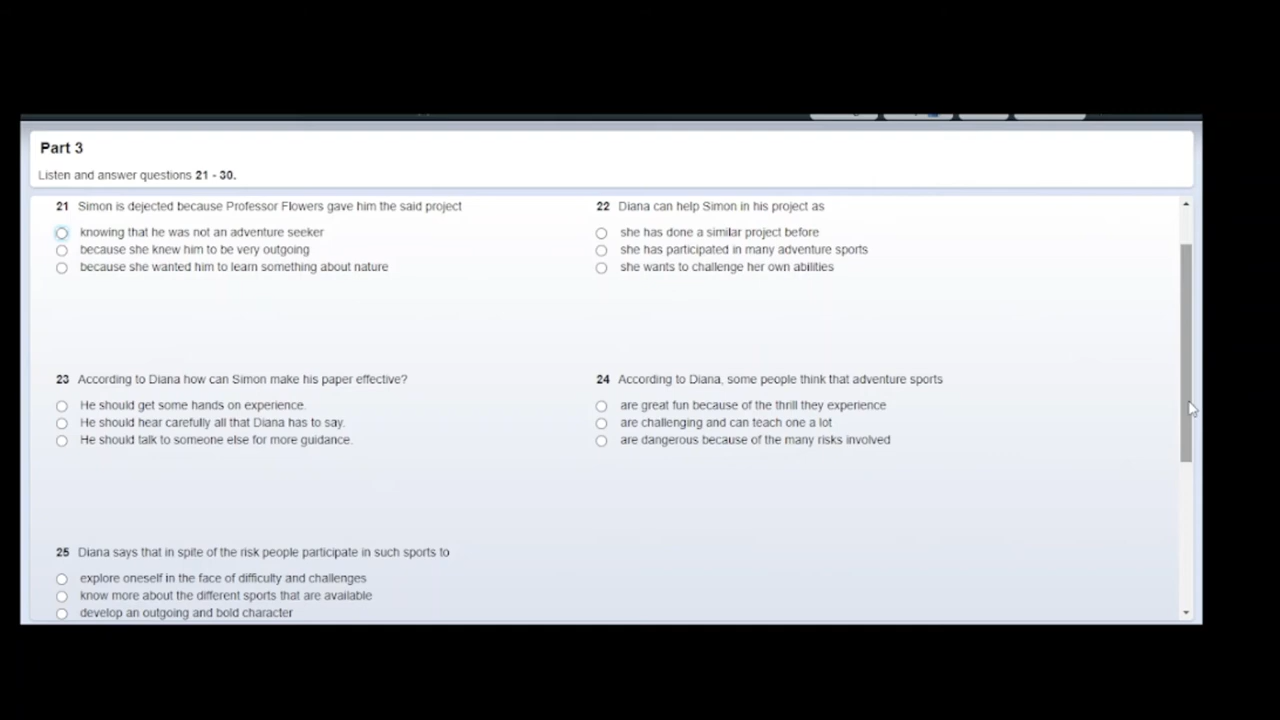 Part 3
Listen and answer questions 21 - 30.
21 Simon is dejected because Professor Flowers gave him the said project
knowing that he was not an adventure seeker
because she knew him to be very outgoing
because she wanted him to learn something about nature
22 Diana can help Simon in his project as
she has done a similar project before
she has participated in many adventure sports
she wants to challenge her own abilities
23 According to Diana how can Simon make his paper effective?
He should get some hands on experience.
He should hear carefully all that Diana has to say.
He should talk to someone else for more guidance.
24 According to Diana, some people think that adventure sports
are great fun because of the thrill they experience
are challenging and can teach one a lot
are dangerous because of the many risks involved
25 Diana says that in spite of the risk people participate in such sports to
explore oneself in the face of difficulty and challenges
know more about the different sports that are available
develop an outgoing and bold character